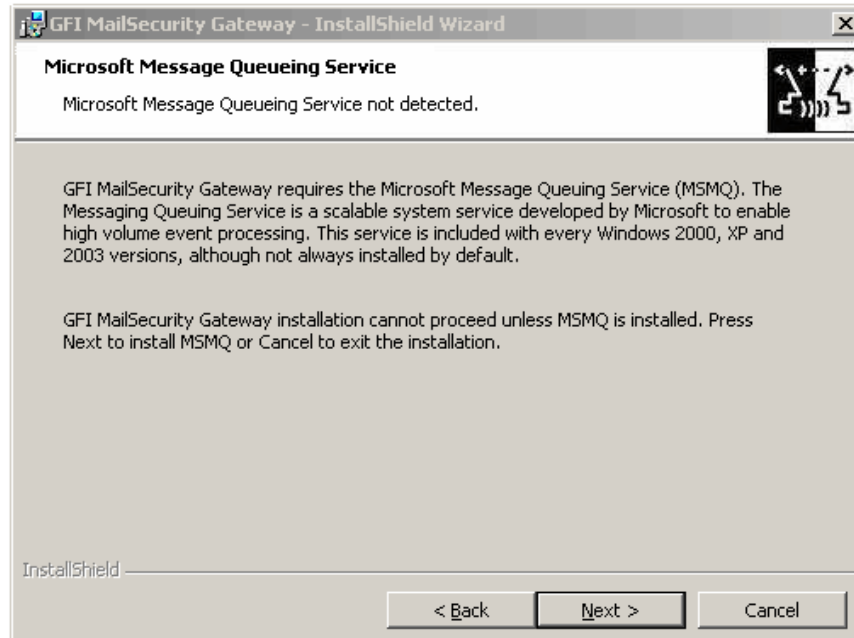 GFI MailSecurity Gateway - InstallShield Wizard
Microsoft Message Queueing Service
Microsoft Message Queueing Service not detected.
GFI MailSecurity Gateway requires the Microsoft Message Queuing Service (MSMQ). The
Messaging Queuing Service is a scalable system service developed by Microsoft to enable
high volume event processing. This service is included with every Windows 2000, XP and
2003 versions, although not always installed by default.
GFI MailSecurity Gateway installation cannot proceed unless MSMQ is installed. Press
Next to install MSMQ or Cancel to exit the installation.
InstallShield
< Back
Next >
Cancel